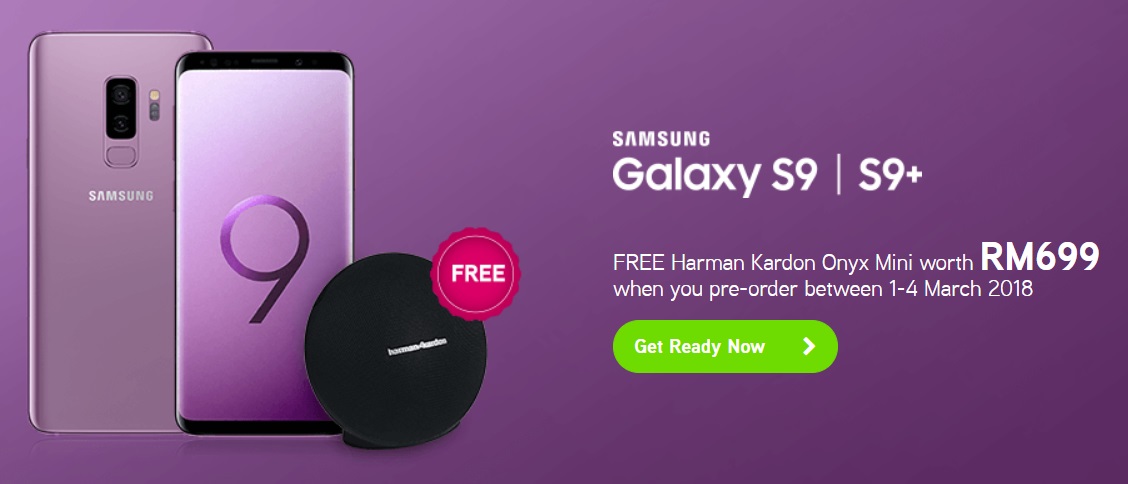 SAMSUNG
9
harman/kardon
FREE
SAMSUNG
Galaxy S9 | S9+
FREE Harman Kardon Onyx Mini worth RM699
when you pre-order between 1-4 March 2018
Get Ready Now